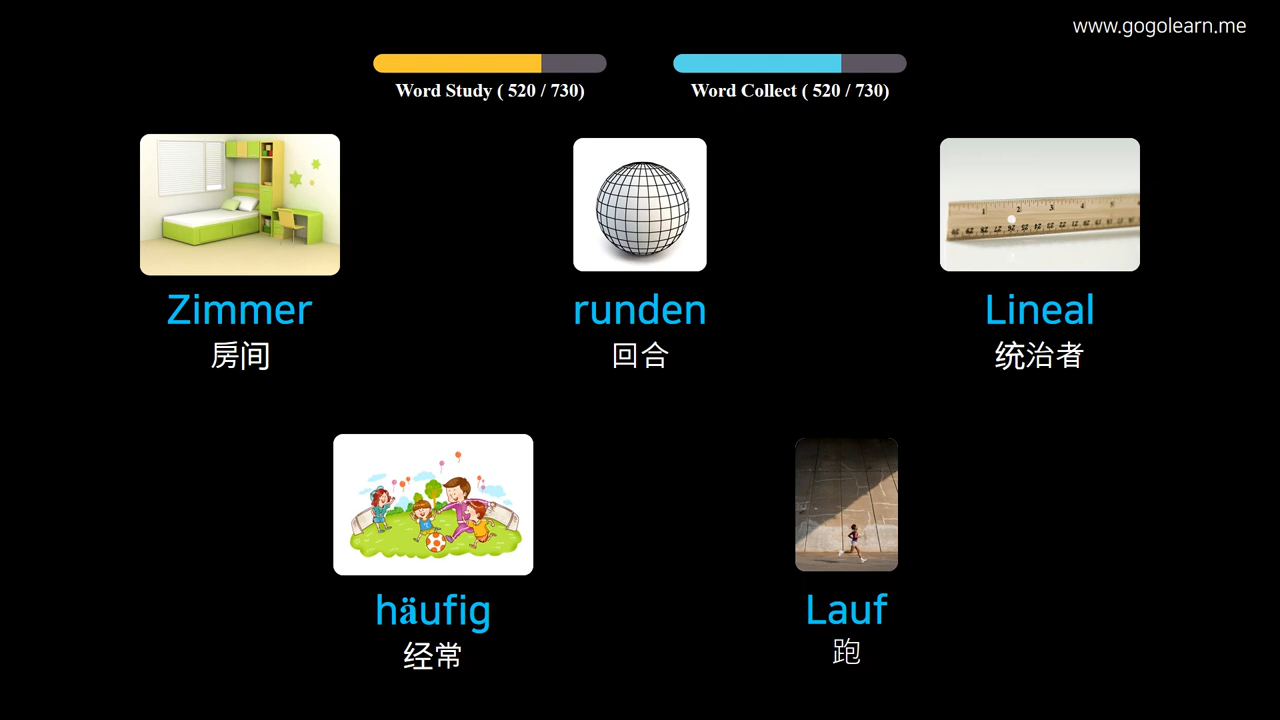 www.gogolearn.me
Word Study ( 520 / 730)
Word Collect ( 520 / 730)
Zimmer
房间
runden
回合
Lineal
统治者
häufig
经常
Lauf
跑